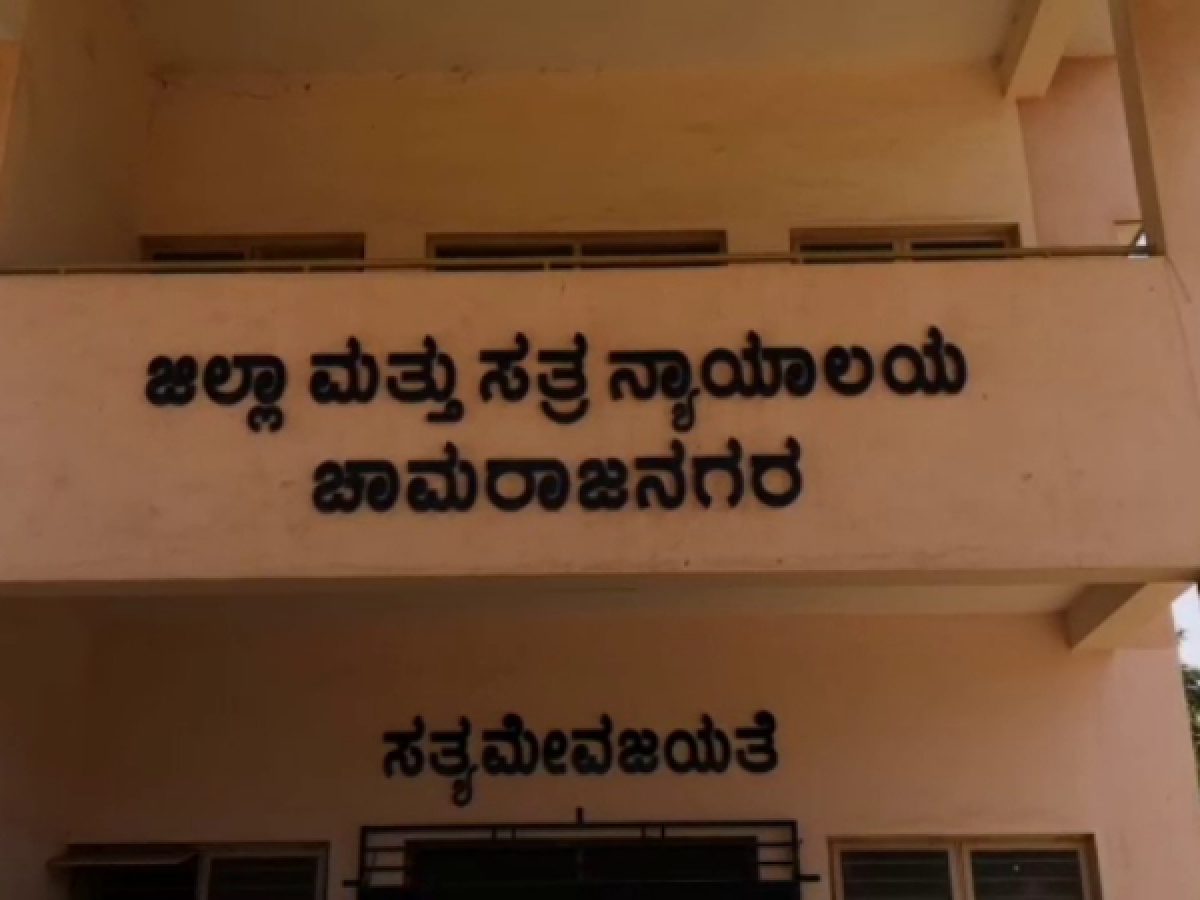 ಜಿಲ್ಲಾ ಮತ್ತು ಸತ್ರ ನ್ಯಾಯಾಲಯ
ಚಾಮರಾಜನಗರ
ಸತ್ಯಮೇವಜಯತೆ